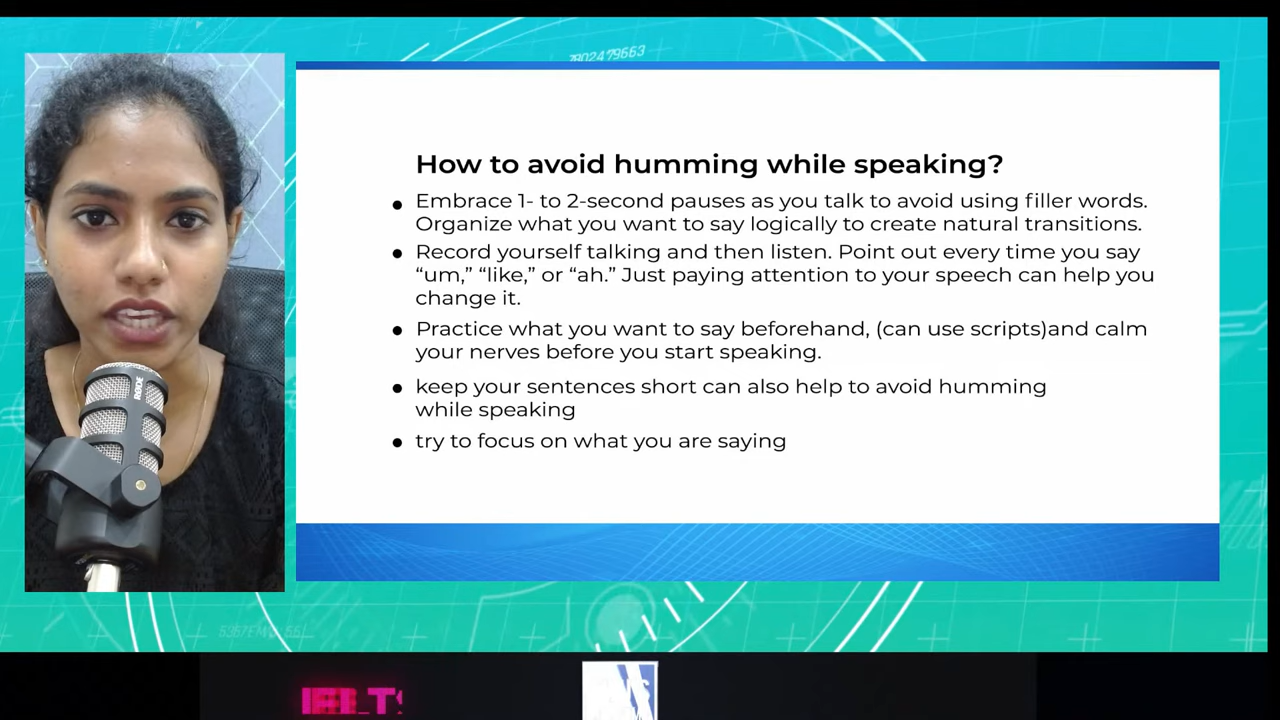 7802479663
How to avoid humming while speaking?
Embrace 1- to 2-second pauses as you talk to avoid using filler words.
Organize what you want to say logically to create natural transitions.
Record yourself talking and then listen. Point out every time you say
“um,” “like,” or “ah.” Just paying attention to your speech can help you
change it.
Practice what you want to say beforehand, (can use scripts)and calm
your nerves before you start speaking.
keep your sentences short can also help to avoid humming
while speaking
try to focus on what you are saying
RODE